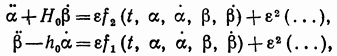 α̈ + H₀β̇ = εf₂ (t, α, α̇, β, β̇) + ε² (...),
β̈ − h₀α̇ = εf₁ (t, α, α̇, β, β̇) + ε² (...),